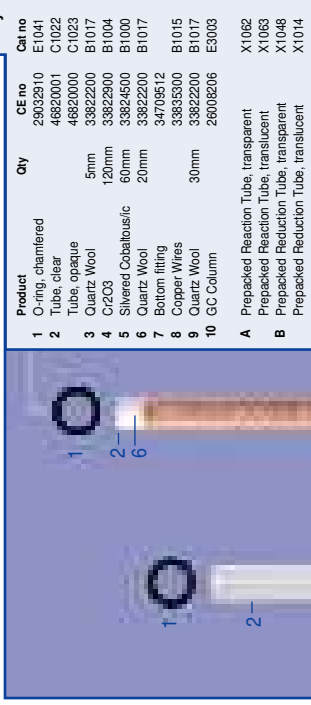 Product Qty CE no Cat no
1 O-ring, chamfered 29032910 E1041
2 Tube, clear 46820001 C1022
Tube, opaque 46820000 C1023
3 Quartz Wool 5mm 33822200 B1017
4 Cr2O3 120mm 33822900 B1004
5 Silvered Cobaltous/ic 60mm 33824500 B1000
6 Quartz Wool 20mm 33822200 B1017
7 Bottom fitting 34709512
8 Copper Wires 33835300 B1015
9 Quartz Wool 30mm 33822200 B1017
10 GC Column 26008206 E3003
A Prepacked Reaction Tube, transparent X1062
Prepacked Reaction Tube, translucent X1063
B Prepacked Reduction Tube, transparent X1048
Prepacked Reduction Tube, translucent X1014
1
2
6
1
2